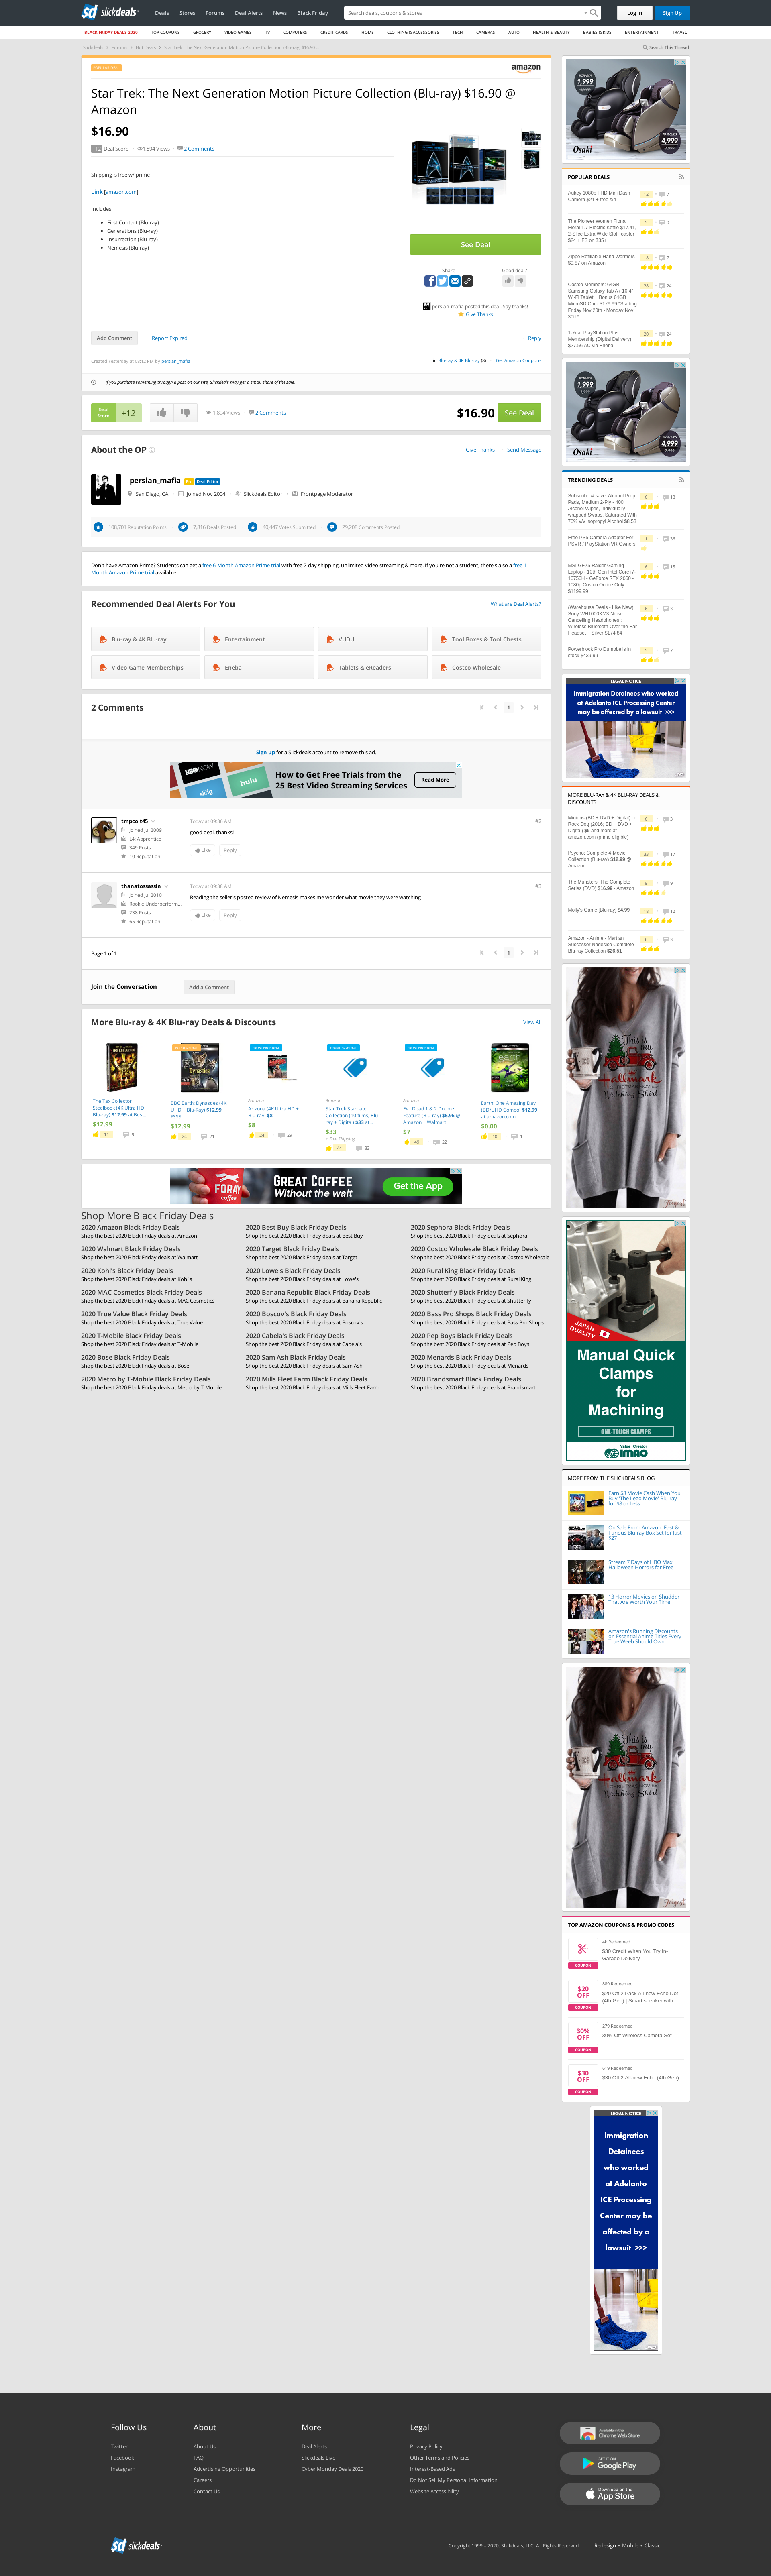 slickdeals
Deals Stores Forums Deal Alerts News Black Friday
Search deals, coupons & stores
Log In
Sign Up
BLACK FRIDAY DEALS 2020 TOP COUPONS GROCERY VIDEO GAMES TV COMPUTERS CREDIT CARDS HOME CLOTHING & ACCESSORIES TECH CAMERAS AUTO HEALTH & BEAUTY BABIES & KIDS ENTERTAINMENT TRAVEL
Slickdeals > Forums > Hot Deals > Star Trek: The Next Generation Motion Picture Collection (Blu-ray) $16.90...
Search This Thread
amazon
Star Trek: The Next Generation Motion Picture Collection (Blu-ray) $16.90 @
Amazon
$16.90
+12 Deal Score 1,894 Views 2 Comments
Shipping is free w/ prime
Link [amazon.com]
Includes
First Contact (Blu-ray)
Generations (Blu-ray)
Insurrection (Blu-ray)
Nemesis (Blu-ray)
See Deal
Share
Good deal?
persian_mafia posted this deal. Say thanks!
Give Thanks
Add Comment
Report Expired
Reply
Created Yesterday at 08:12 PM by persian_mafia
in Blu-ray & 4K Blu-ray (8) Get Amazon Coupons
If you purchase something through a post on our site, Slickdeals may get a small share of the sale.
Deal
Score
+12
1,894 Views 2 Comments
$16.90
See Deal
About the OP
Give Thanks Send Message
persian_mafia Pro Deal Editor
San Diego, CA Joined Nov 2004 Slickdeals Editor Frontpage Moderator
108,701 Reputation Points 7,816 Deals Posted 40,447 Votes Submitted 29,208 Comments Posted
Don't have Amazon Prime? Students can get a free 6-Month Amazon Prime trial with free 2-day shipping, unlimited video streaming & more. If you're not a student, there's also a free 1-
Month Amazon Prime trial available.
Recommended Deal Alerts For You
What are Deal Alerts?
Blu-ray & 4K Blu-ray
Entertainment
VUDU
Tool Boxes & Tool Chests
Video Game Memberships
Eneba
Tablets & eReaders
Costco Wholesale
2 Comments
1
Sign up for a Slickdeals account to remove this ad.
HBO NOW
hulu
How to Get Free Trials from the
25 Best Video Streaming Services
Read More
tmpcolt45
Joined Jul 2009
L4: Apprentice
349 Posts
10 Reputation
Today at 09:36 AM
#2
good deal. thanks!
Like
Reply
thanatossassin
Joined Jul 2010
Rookie Underperform...
238 Posts
65 Reputation
Today at 09:38 AM
#3
Reading the seller's posted review of Nemesis makes me wonder what movie they were watching
Like
Reply
Page 1 of 1
1
Join the Conversation
Add a Comment
More Blu-ray & 4K Blu-ray Deals & Discounts
View All
The Tax Collector
Steelbook (4K Ultra HD +
Blu-ray) $12.99 at Best...
$12.99
11 9
BBC Earth: Dynasties (4K
UHD + Blu-Ray) $12.99
FSSS
$12.99
24 21
FRONTPAGE DEAL
Amazon
Arizona (4K Ultra HD +
Blu-ray) $8
$8
24 29
FRONTPAGE DEAL
Amazon
Star Trek Stardate
Collection (10 films; Blu
ray + Digital) $33 at...
$33
+ Free Shipping
44 33
FRONTPAGE DEAL
Amazon
Evil Dead 1 & 2 Double
Feature (Blu-ray) $6.96 @
Amazon | Walmart
$7
49 22
Earth: One Amazing Day
(BD/UHD Combo) $12.99
at amazon.com
$0.00
10 1
FORAY
coffee
GREAT COFFEE
Without the wait
Get the App
Shop More Black Friday Deals
2020 Amazon Black Friday Deals
Shop the best 2020 Black Friday deals at Amazon
2020 Best Buy Black Friday Deals
Shop the best 2020 Black Friday deals at Best Buy
2020 Sephora Black Friday Deals
Shop the best 2020 Black Friday deals at Sephora
2020 Walmart Black Friday Deals
Shop the best 2020 Black Friday deals at Walmart
2020 Target Black Friday Deals
Shop the best 2020 Black Friday deals at Target
2020 Costco Wholesale Black Friday Deals
Shop the best 2020 Black Friday deals at Costco Wholesale
2020 Kohl's Black Friday Deals
Shop the best 2020 Black Friday deals at Kohl's
2020 Lowe's Black Friday Deals
Shop the best 2020 Black Friday deals at Lowe's
2020 Rural King Black Friday Deals
Shop the best 2020 Black Friday deals at Rural King
2020 MAC Cosmetics Black Friday Deals
Shop the best 2020 Black Friday deals at MAC Cosmetics
2020 Banana Republic Black Friday Deals
Shop the best 2020 Black Friday deals at Banana Republic
2020 Shutterfly Black Friday Deals
Shop the best 2020 Black Friday deals at Shutterfly
2020 True Value Black Friday Deals
Shop the best 2020 Black Friday deals at True Value
2020 Boscov's Black Friday Deals
Shop the best 2020 Black Friday deals at Boscov's
2020 Bass Pro Shops Black Friday Deals
Shop the best 2020 Black Friday deals at Bass Pro Shops
2020 T-Mobile Black Friday Deals
Shop the best 2020 Black Friday deals at T-Mobile
2020 Cabela's Black Friday Deals
Shop the best 2020 Black Friday deals at Cabela's
2020 Pep Boys Black Friday Deals
Shop the best 2020 Black Friday deals at Pep Boys
2020 Bose Black Friday Deals
Shop the best 2020 Black Friday deals at Bose
2020 Sam Ash Black Friday Deals
Shop the best 2020 Black Friday deals at Sam Ash
2020 Menards Black Friday Deals
Shop the best 2020 Black Friday deals at Menards
2020 Metro by T-Mobile Black Friday Deals
Shop the best 2020 Black Friday deals at Metro by T-Mobile
2020 Mills Fleet Farm Black Friday Deals
Shop the best 2020 Black Friday deals at Mills Fleet Farm
2020 Brandsmart Black Friday Deals
Shop the best 2020 Black Friday deals at Brandsmart
1,999
4,999
Osaki
POPULAR DEALS
Aukey 1080p FHD Mini Dash
Camera $21 + free s/h
12 7
The Pioneer Women Fiona
Floral 1.7 Electric Kettle $17.41,
2-Slice Extra Wide Slot Toaster
$24 + FS on $35+
5 0
Zippo Refillable Hand Warmers
$9.87 on Amazon
18 7
Costco Members: 64GB
Samsung Galaxy Tab A7 10.4"
Wi-Fi Tablet + Bonus 64GB
MicroSD Card $179.99 *Starting
Friday Nov 20th - Monday Nov
30th*
28 24
1-Year PlayStation Plus
Membership (Digital Delivery)
$27.56 AC via Eneba
20 24
1,999
4,999
Osaki
TRENDING DEALS
Subscribe & save: Alcohol Prep
Pads, Medium 2-Ply - 400
Alcohol Wipes, Individually
wrapped Swabs, Saturated With
70% v/v Isopropyl Alcohol $9.53
6 18
Free PS5 Camera Adaptor For
PSVR / PlayStation VR Owners
1 36
MSI GE75 Raider Gaming
Laptop - 10th Gen Intel Core i7-
10750H - GeForce RTX 2060 -
1080p Costco Online Only
$1199.99
8 15
(Warehouse Deals - Like New)
Sony WH1000XM3 Noise
Cancelling Headphones :
Wireless Bluetooth Over the Ear
Headset – Silver $174.84
6 3
Powerblock Pro Dumbbells in
stock $439.99
5 7
LEGAL NOTICE
Immigration Detainees who worked
at Adelanto ICE Processing Center
may be affected by a lawsuit >>>
MORE BLU-RAY & 4K BLU-RAY DEALS &
DISCOUNTS
Minions (BD + DVD + Digital) or
Rock Dog (2016; BD + DVD +
Digital) $5 and more at
amazon.com (prime eligible)
6 3
Psycho: Complete 4-Movie
Collection (Blu-ray) $12.99 @
Amazon
33 17
The Munsters: The Complete
Series (DVD) $16.99 - Amazon
9 9
Molly's Game [Blu-ray] $4.99
18 12
Amazon - Anime - Martian
Successor Nadesico Complete
Blu-ray Collection $28.51
6 3
This is my
HALLMARK
Christmas Movie
Watching Shirt
JAPAN
QUALITY
Manual Quick
Clamps
for
Machining
ONE-TOUCH CLAMPS
Value Creator
IMAO
MORE FROM THE SLICKDEALS BLOG
Earn $8 Movie Cash When You
Buy 'The Lego Movie' Blu-ray
for $8 or Less
On Sale From Amazon: Fast &
Furious Blu-ray Box Set for Just
$27
Stream 7 Days of HBO Max
Halloween Horrors for Free
13 Horror Movies on Shudder
That Are Worth Your Time
Amazon's Running Discounts
on Essential Anime Titles Every
True Weeb Should Own
This is my
HALLMARK
Christmas Movie
Watching Shirt
TOP AMAZON COUPONS & PROMO CODES
COUPON
4k Redeemed
$30 Credit When You Try In-
Garage Delivery
$20
OFF
COUPON
889 Redeemed
$20 Off 2 Pack All-new Echo Dot
(4th Gen) | Smart speaker with...
30%
OFF
COUPON
279 Redeemed
30% Off Wireless Camera Set
$30
OFF
COUPON
619 Redeemed
$30 Off 2 All-new Echo (4th Gen)
LEGAL NOTICE
Immigration
Detainees
who worked
at Adelanto
ICE Processing
Center may be
affected by a
lawsuit >>>
Follow Us
Twitter
Facebook
Instagram
About
About Us
FAQ
Advertising Opportunities
Careers
Contact Us
More
Deal Alerts
Slickdeals Live
Cyber Monday Deals 2020
Legal
Privacy Policy
Other Terms and Policies
Interest-Based Ads
Do Not Sell My Personal Information
Website Accessibility
Available in the
Chrome Web Store
GET IT ON
Google Play
Download on the
App Store
slickdeals
Copyright 1999 – 2020. Slickdeals, LLC. All Rights Reserved.
Redesign • Mobile • Classic